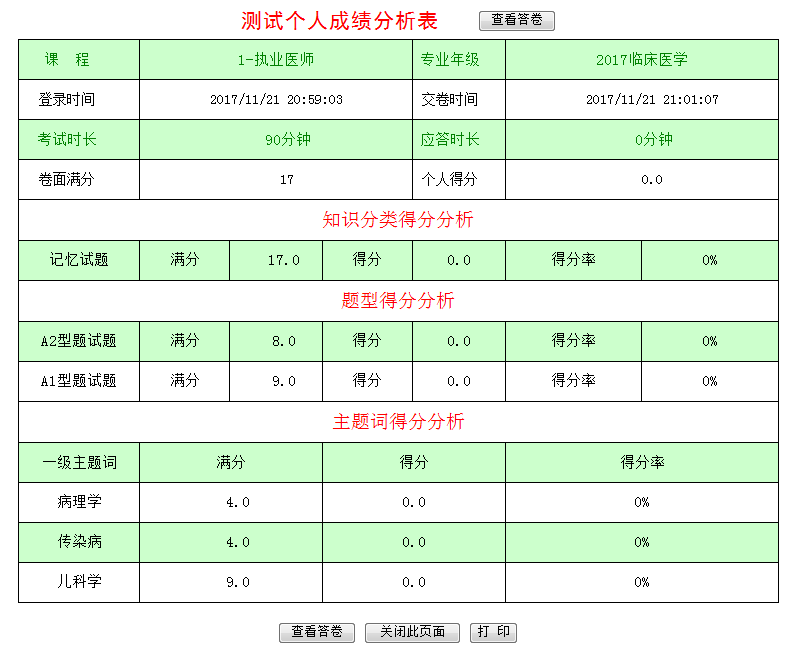 测试个人成绩分析表 查看答卷
课 程 1-执业医师 专业年级 2017临床医学
登录时间 2017/11/21 20:59:03 交卷时间 2017/11/21 21:01:07
考试时长 90分钟 应答时长 0分钟
卷面满分 17 个人得分 0.0
知识分类得分分析
记忆试题 满分 17.0 得分 0.0 得分率 0%
题型得分分析
A2型题试题 满分 8.0 得分 0.0 得分率 0%
A1型题试题 满分 9.0 得分 0.0 得分率 0%
主题词得分分析
一级主题词 满分 得分 得分率
病理学 4.0 0.0 0%
传染病 4.0 0.0 0%
儿科学 9.0 0.0 0%
查看答卷 关闭此页面 打 印